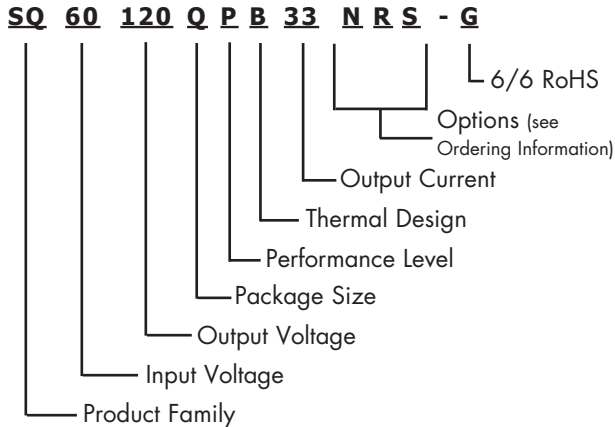 SQ 60 120 Q P B 33 N R S - G
6/6 RoHS
Options (see
Ordering Information)
Output Current
Thermal Design
Performance Level
Package Size
Output Voltage
Input Voltage
Product Family